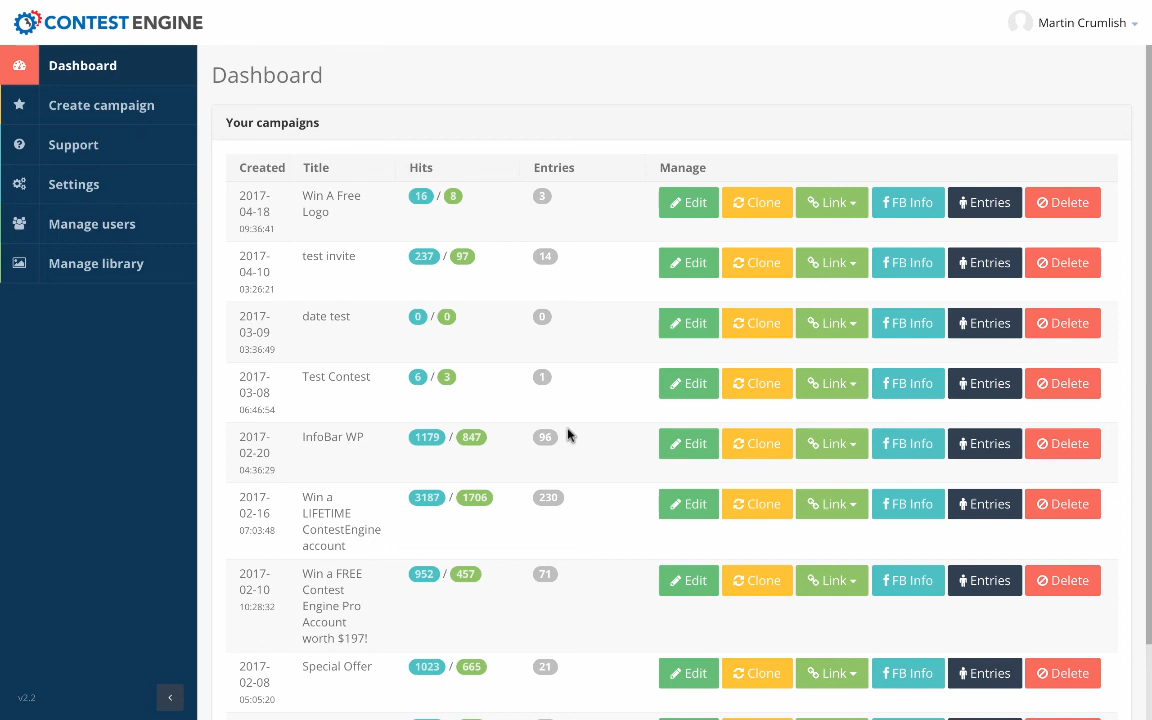 CONTEST ENGINE
Martin Crumlish
Dashboard
Create campaign
Support
Settings
Manage users
Manage library
v2.2
Dashboard
Your campaigns
Created Title Hits Entries Manage
2017-04-18 09:36:41 Win A Free Logo 16 / 8 3 Edit Clone Link FB Info Entries Delete
2017-04-10 03:26:21 test invite 237 / 97 14 Edit Clone Link FB Info Entries Delete
2017-03-09 03:36:49 date test 0 / 0 0 Edit Clone Link FB Info Entries Delete
2017-03-08 06:46:54 Test Contest 6 / 3 1 Edit Clone Link FB Info Entries Delete
2017-02-20 04:36:29 InfoBar WP 1179 / 847 96 Edit Clone Link FB Info Entries Delete
2017-02-16 07:03:48 Win a LIFETIME ContestEngine account 3187 / 1706 230 Edit Clone Link FB Info Entries Delete
2017-02-10 10:28:32 Win a FREE Contest Engine Pro Account worth $197! 952 / 457 71 Edit Clone Link FB Info Entries Delete
2017-02-08 05:05:20 Special Offer 1023 / 665 21 Edit Clone Link FB Info Entries Delete